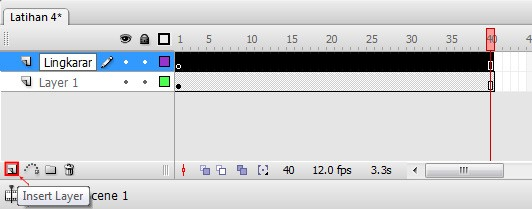 Latihan 4*
1 5 10 15 20 25 30 35 40 4
Lingkarar
Layer 1
40 12.0 fps 3.3s
Insert Layer cene 1